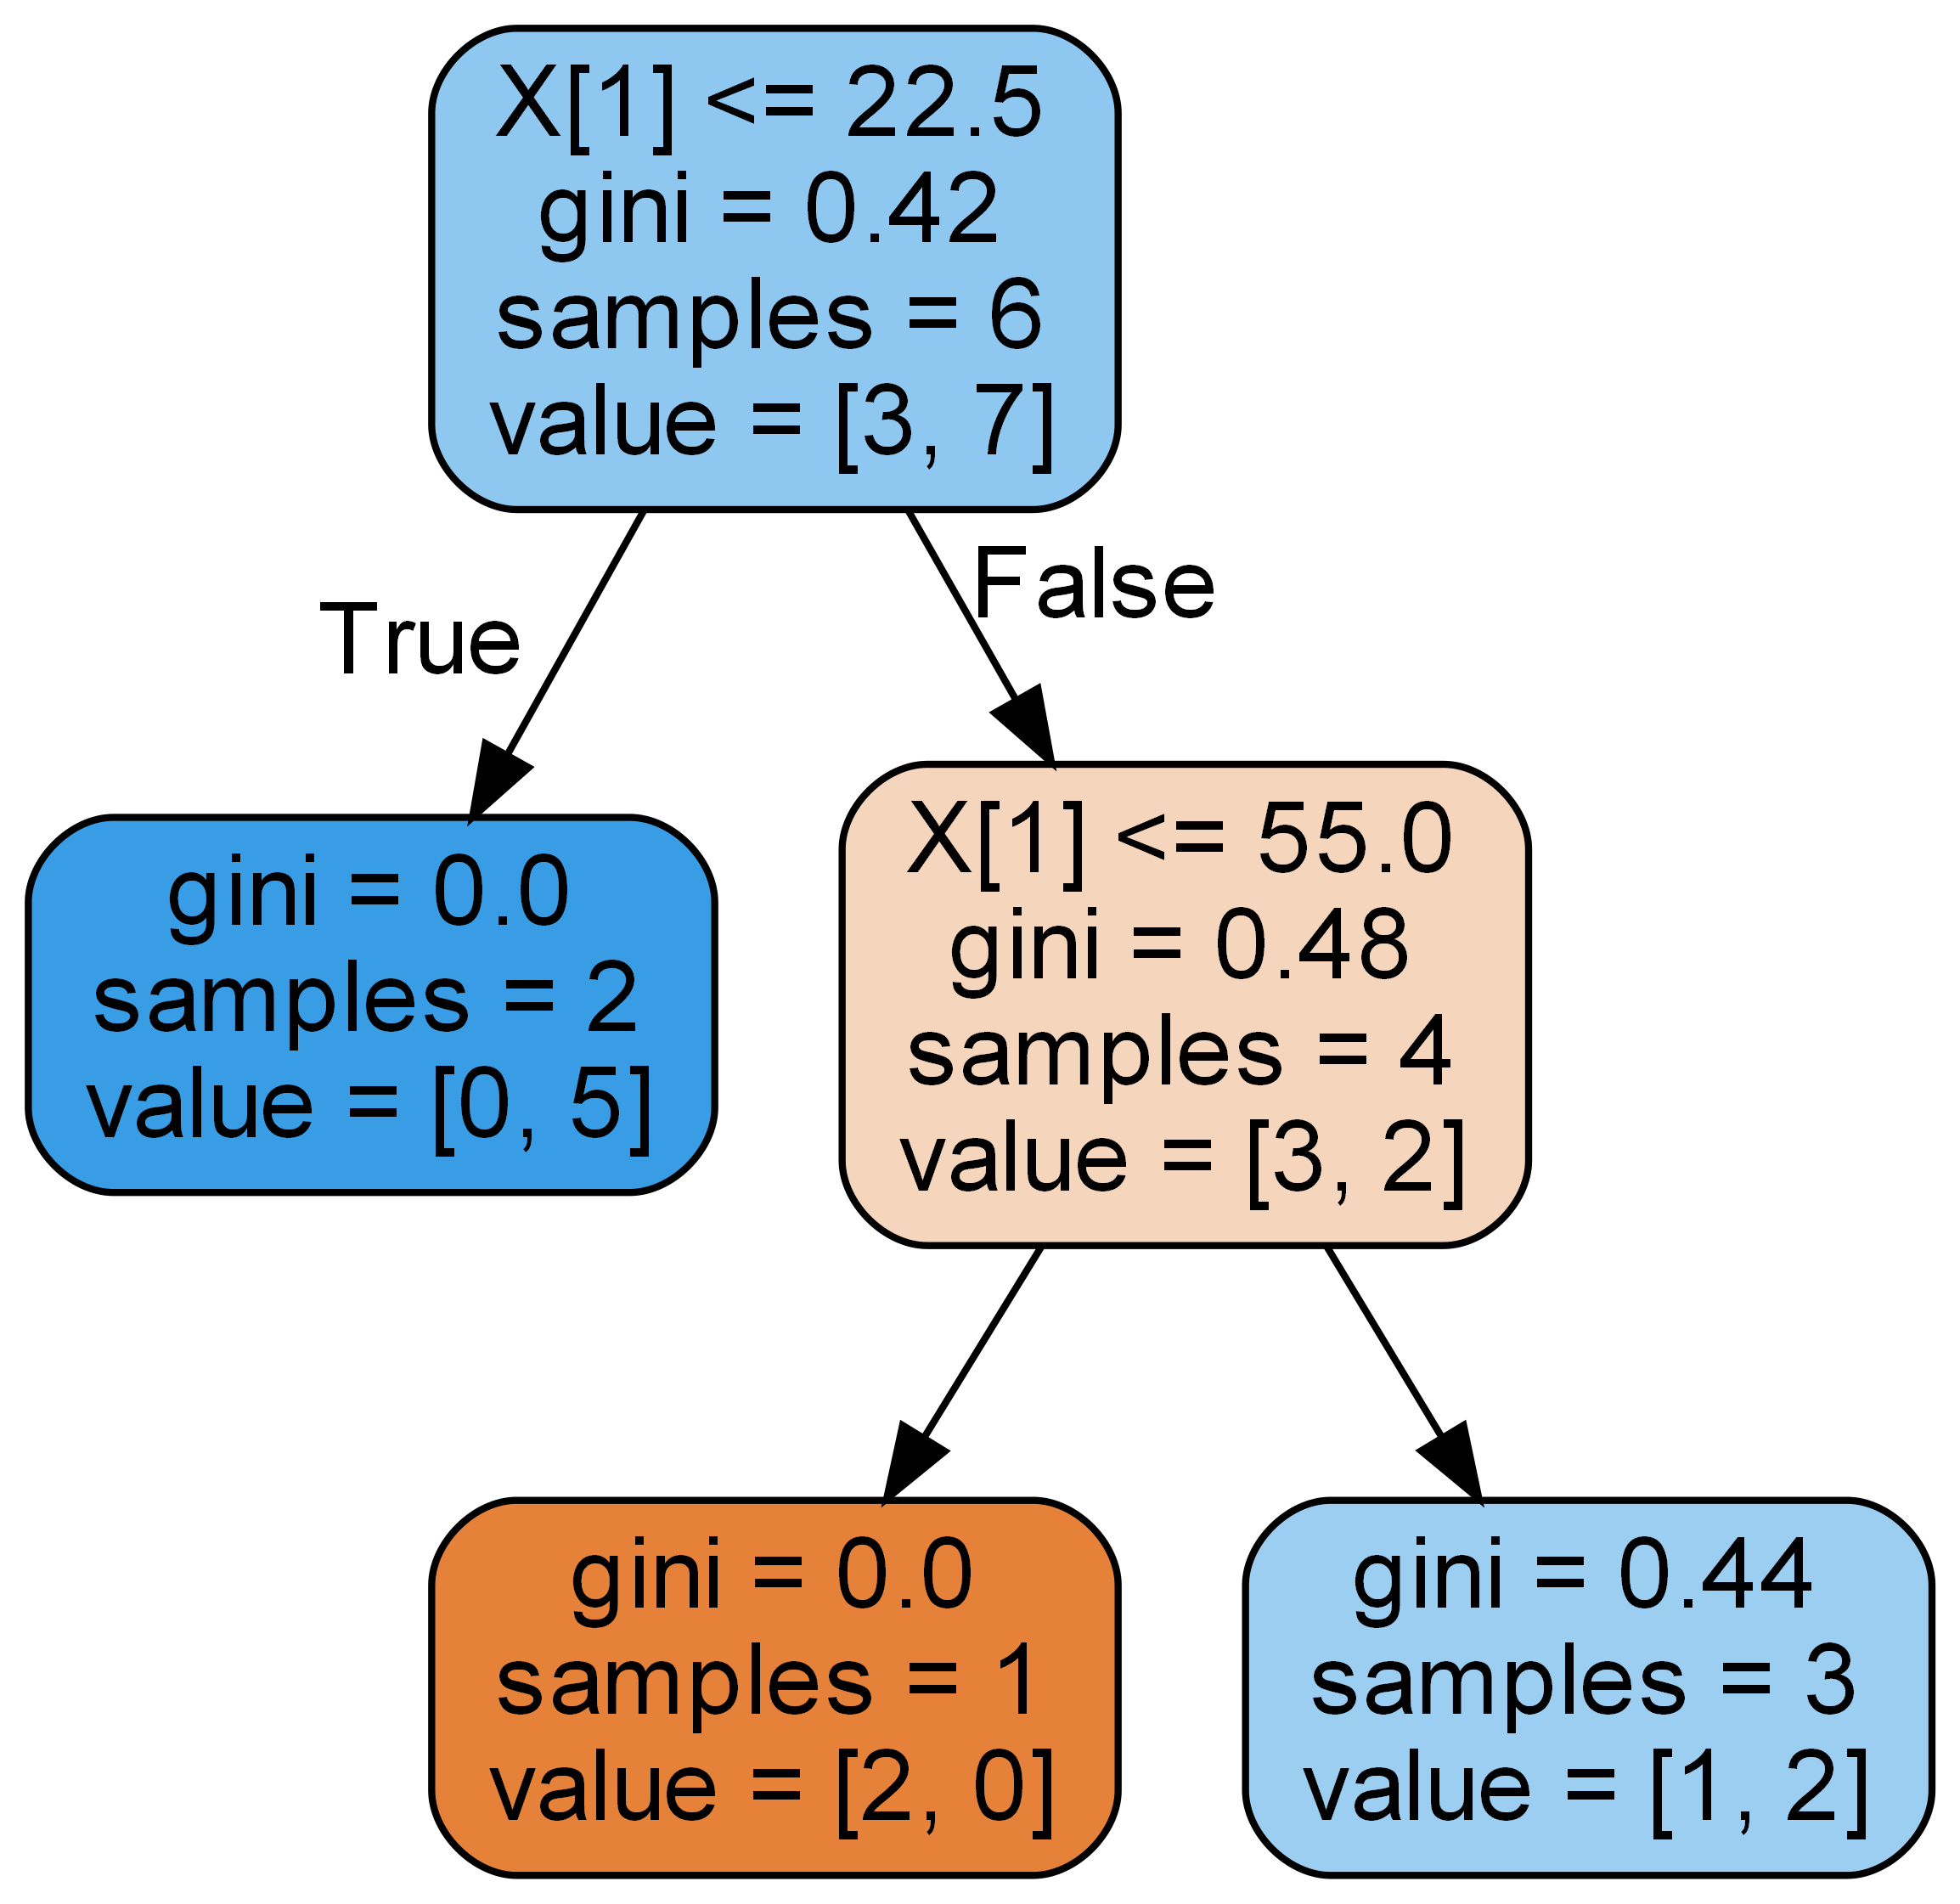 X[1] <= 22.5
gini = 0.42
samples = 6
value = [3, 7]
True
False
gini = 0.0
samples = 2
value = [0, 5]
X[1] <= 55.0
gini = 0.48
samples = 4
value = [3, 2]
gini = 0.0
samples = 1
value = [2, 0]
gini = 0.44
samples = 3
value = [1, 2]